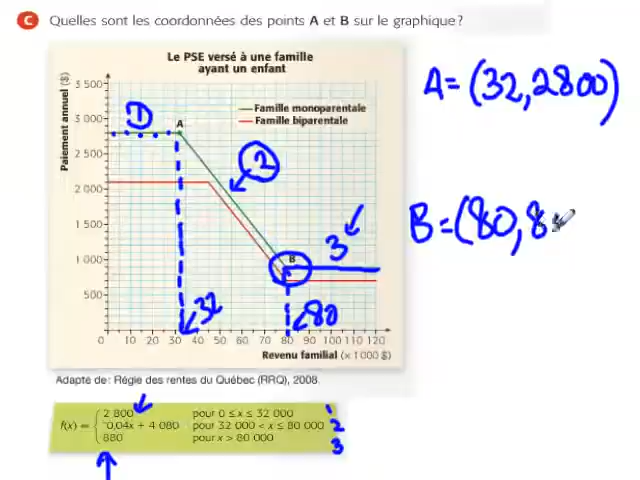 C Quelles sont les coordonnées des points A et B sur le graphique ?
Le PSE versé à une famille
ayant un enfant
Paiement annuel ($)
3 500
3 000
2 500
2 000
1 500
1 000
500
0 10 20 30 40 50 60 70 80 90 100 110 120
Revenu familial (× 1 000 $)
Famille monoparentale
Famille biparentale
A
B
1
2
3
32
80
A = (32, 2800)
B = (80, 8
Adapté de : Régie des rentes du Québec (RRQ), 2008.
2 800 pour 0 ≤ x ≤ 32 000 1
f(x) = -0,04x + 4 080 pour 32 000 < x ≤ 80 000 2
880 pour x > 80 000 3